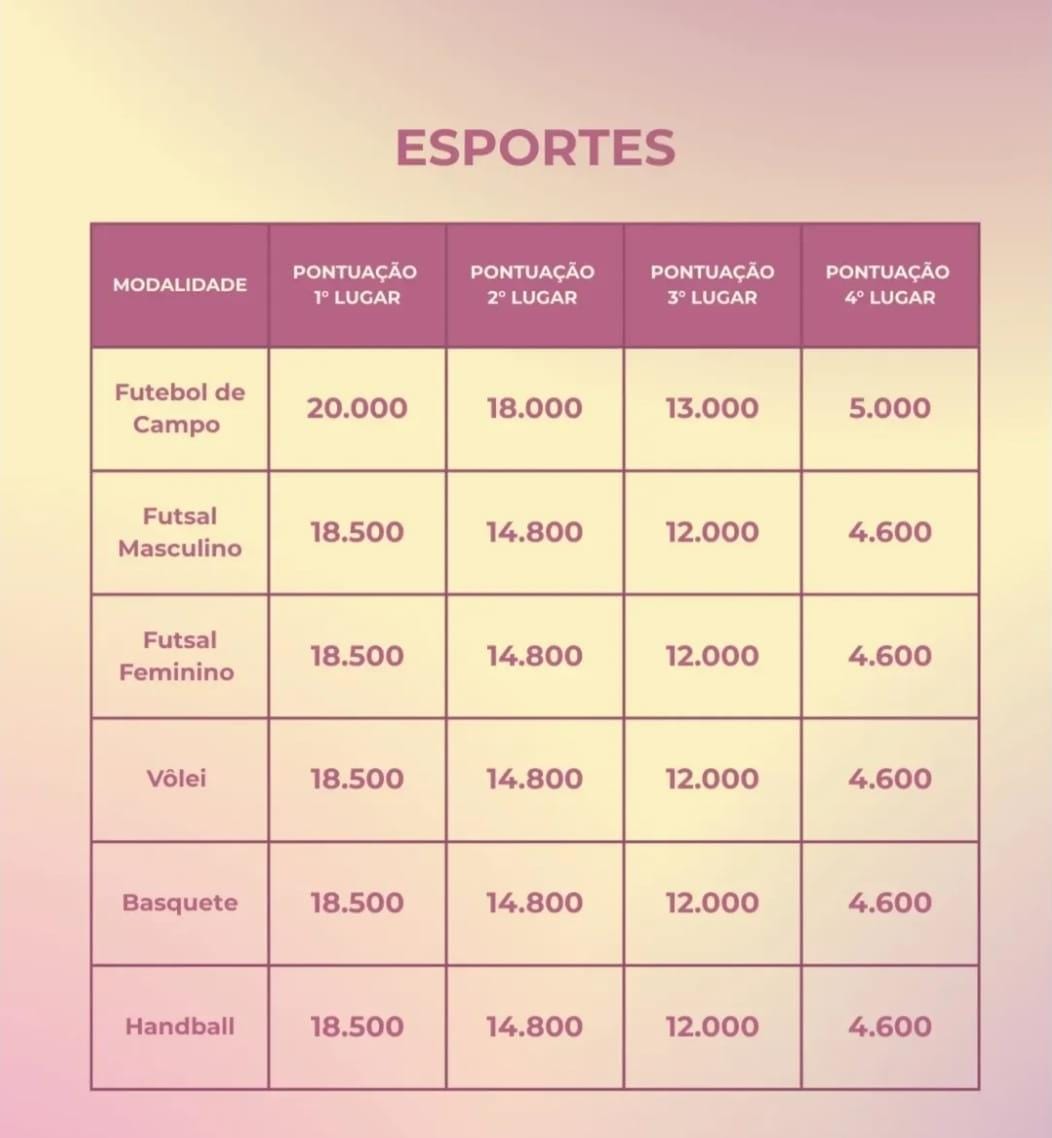 ESPORTES
MODALIDADE
PONTUAÇÃO
1º LUGAR
PONTUAÇÃO
2º LUGAR
PONTUAÇÃO
3º LUGAR
PONTUAÇÃO
4º LUGAR
Futebol de
Campo
20.000
18.000
13.000
5.000
Futsal
Masculino
18.500
14.800
12.000
4.600
Futsal
Feminino
18.500
14.800
12.000
4.600
Vôlei
18.500
14.800
12.000
4.600
Basquete
18.500
14.800
12.000
4.600
Handball
18.500
14.800
12.000
4.600